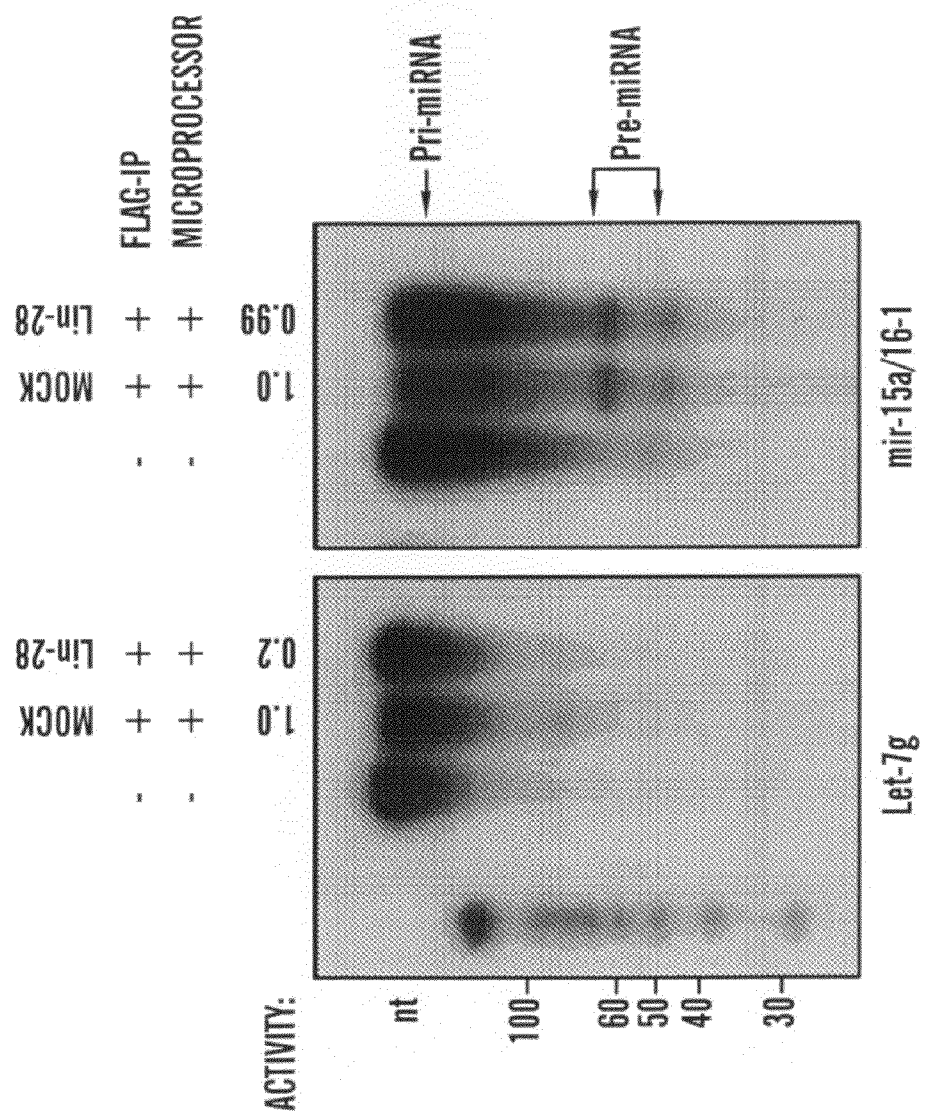 - MOCK Lin-28 - MOCK Lin-28
- + + - + + FLAG-IP
- + + - + + MICROPROCESSOR
ACTIVITY: 1.0 0.2 1.0 0.99
nt
100
60
50
40
30
Pri-miRNA
Pre-miRNA
Let-7g
mir-15a/16-1